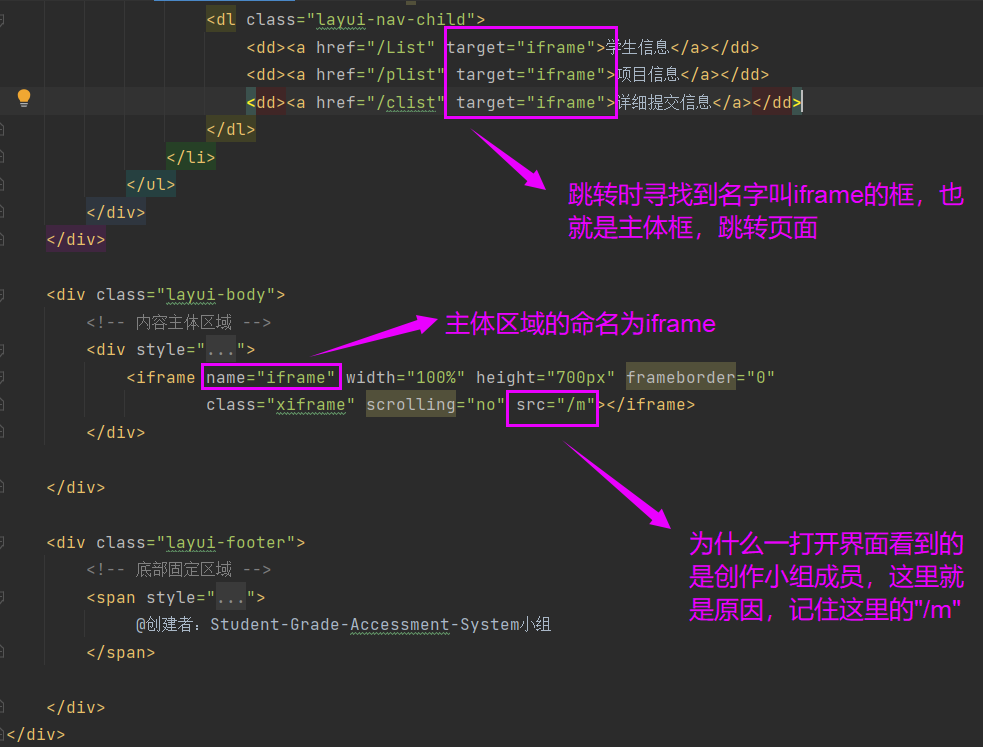 <dl class="layui-nav-child">
<dd><a href="/List" target="iframe">学生信息</a></dd>
<dd><a href="/plist" target="iframe">项目信息</a></dd>
<dd><a href="/clist" target="iframe">详细提交信息</a></dd>
</dl>
</li>
</ul>
</div>
</div>
跳转时寻找到名字叫iframe的框，也
就是主体框，跳转页面
<div class="layui-body">
<!-- 内容主体区域 -->
主体区域的命名为iframe
<div style="...">
<iframe name="iframe" width="100%" height="700px" frameborder="0"
class="xiframe" scrolling="no" src="/m"></iframe>
</div>
</div>
为什么一打开界面看到的
是创作小组成员，这里就
是原因，记住这里的"/m"
<div class="layui-footer">
<!-- 底部固定区域 -->
<span style="...">
@创建者：Student-Grade-Accessment-System小组
</span>
</div>
</div>